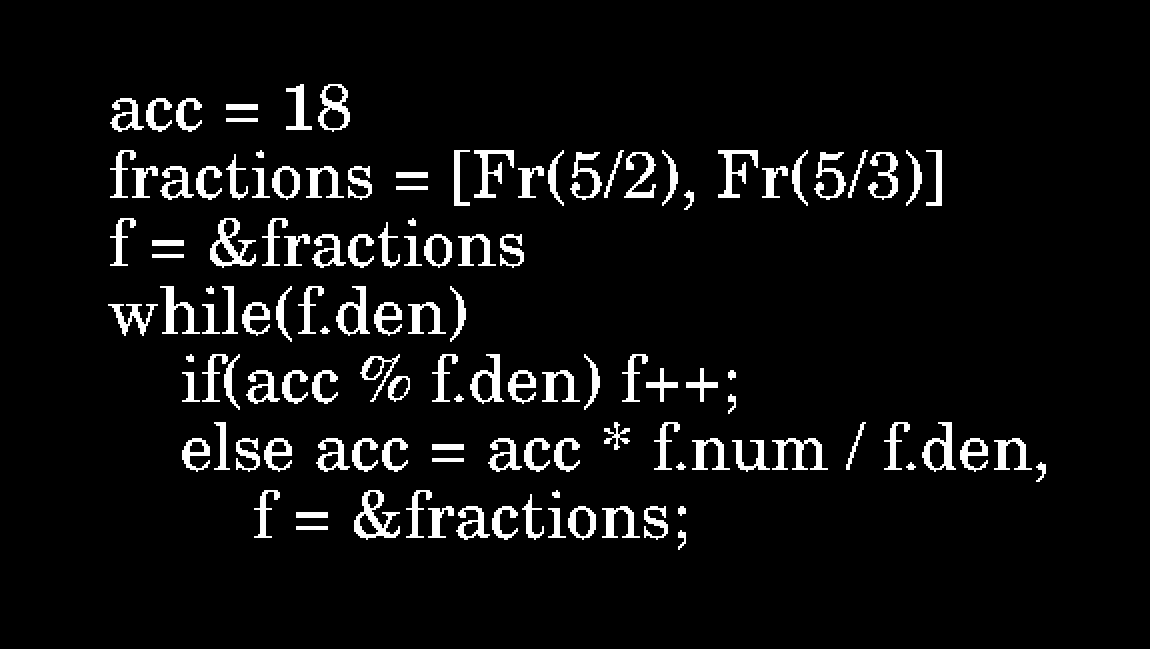 acc = 18
fractions = [Fr(5/2), Fr(5/3)]
f = &fractions
while(f.den)
if(acc % f.den) f++;
else acc = acc * f.num / f.den,
f = &fractions;